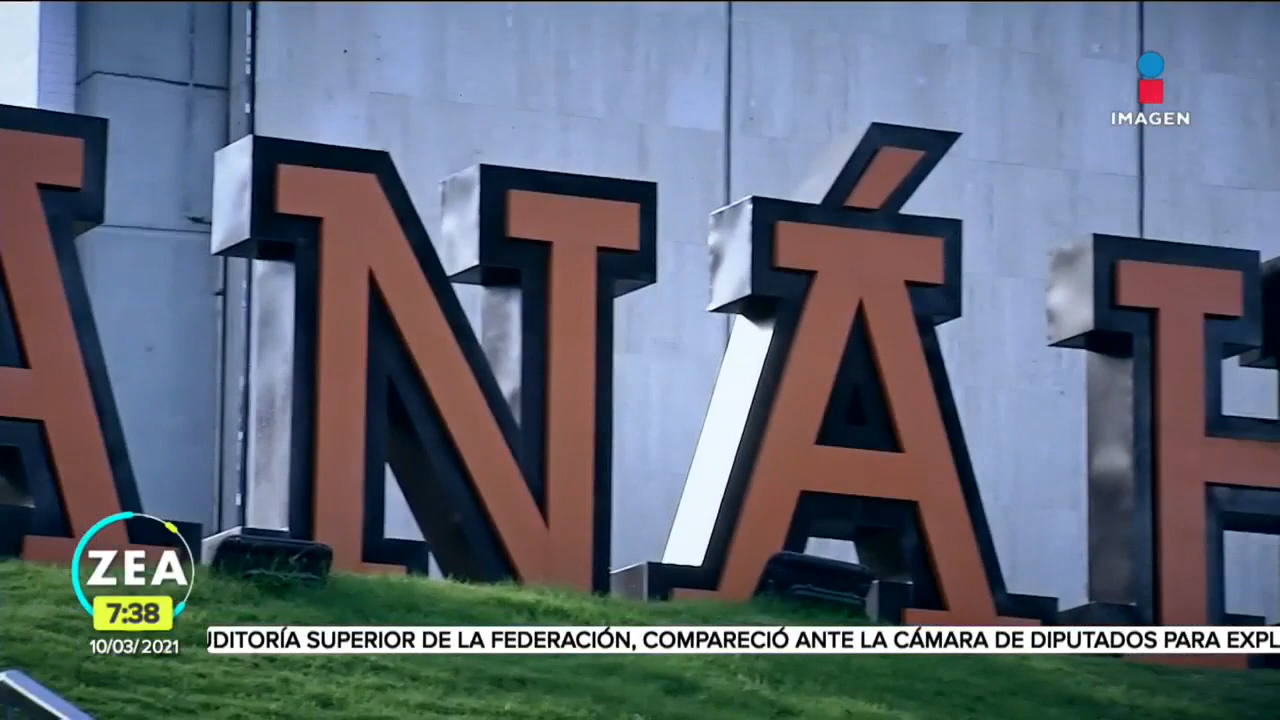 ANÁH
IMAGEN
ZEA
7:38
10/03/2021
UDITORÍA SUPERIOR DE LA FEDERACIÓN, COMPARECIÓ ANTE LA CÁMARA DE DIPUTADOS PARA EXPL